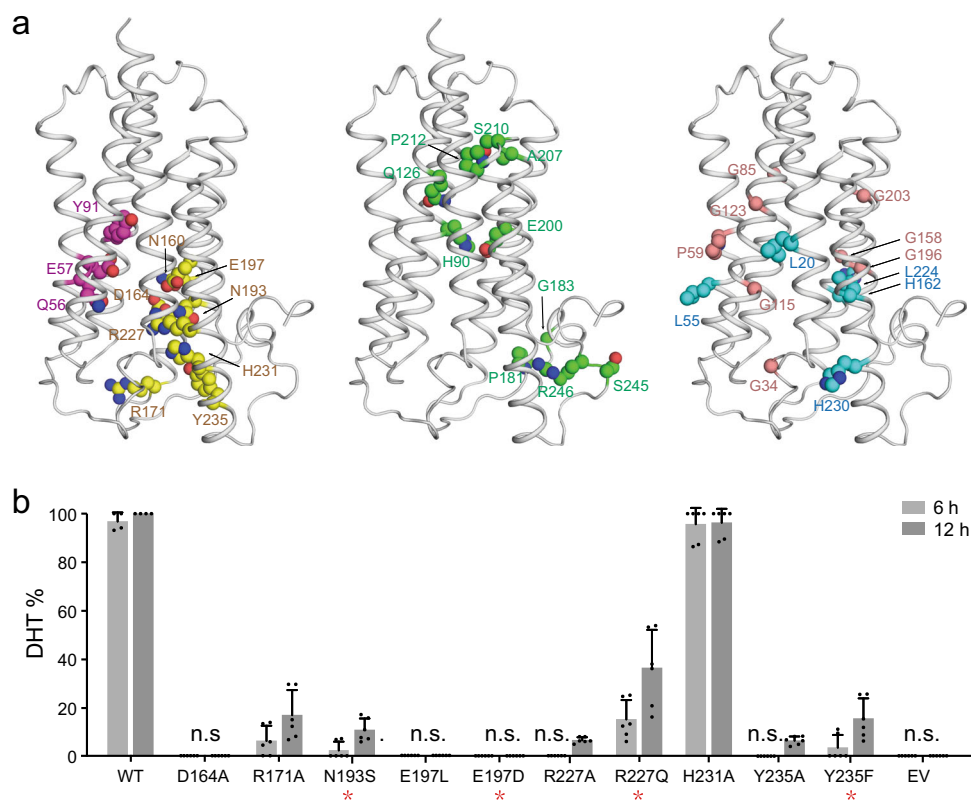 a
Y91
N160
E57
E197
D164
N193
Q56
R227
H231
R171
Y235
S210
P212
A207
Q126
E200
H90
G183
P181
R246
S245
G85
G203
G123
G158
P59
G196
L20
L224
H162
G115
L55
G34
H230
b
6 h
12 h
DHT %
100
80
60
40
20
0
n.s
n.s.
n.s.
n.s.
n.s.
.
WT D164A R171A N193S E197L E197D R227A R227Q H231A Y235A Y235F EV
* * * *